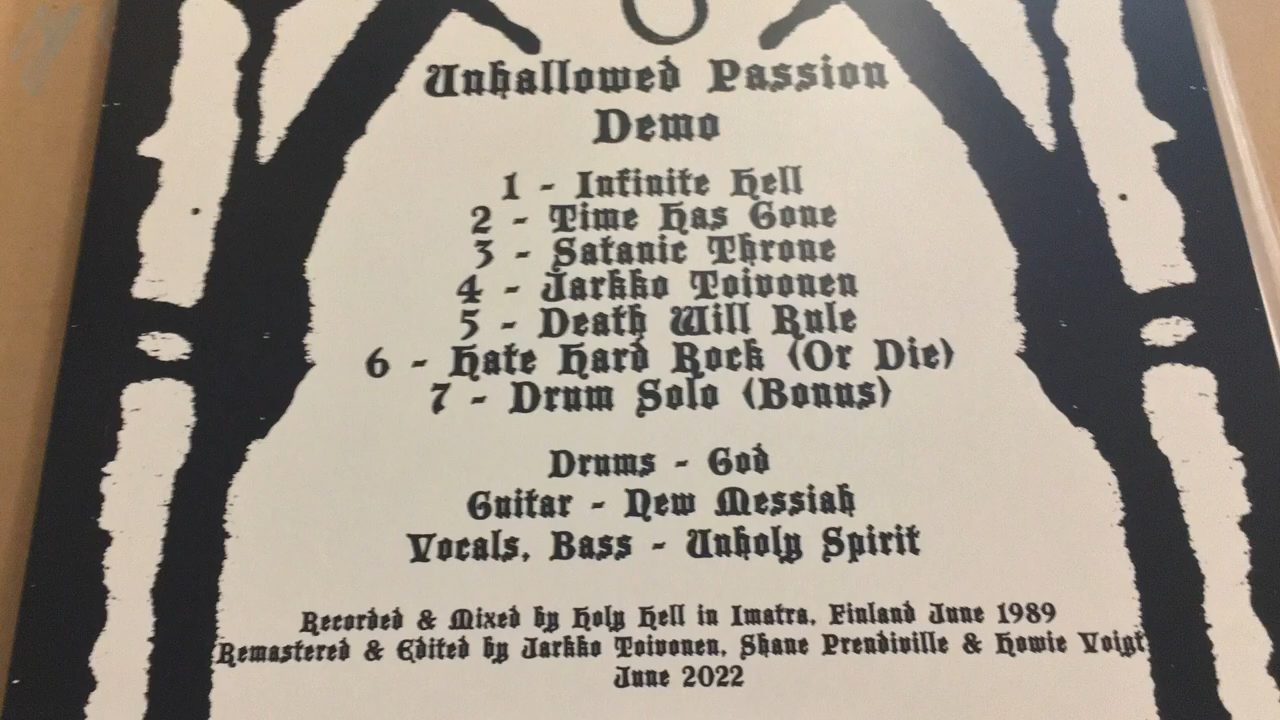 Unhallowed Passion
Demo
1 - Infinite Hell
2 - Time Has Gone
3 - Satanic Throne
4 - Jarkko Toivonen
5 - Death Will Rule
6 - Hate Hard Rock (Or Die)
7 - Drum Solo (Bonus)
Drums - God
Guitar - New Messiah
Vocals, Bass - Unholy Spirit
Recorded & Mixed by Holy Hell in Imatra, Finland June 1989
Remastered & Edited by Jarkko Toivonen, Shane Prendiville & Howie Voigt
June 2022